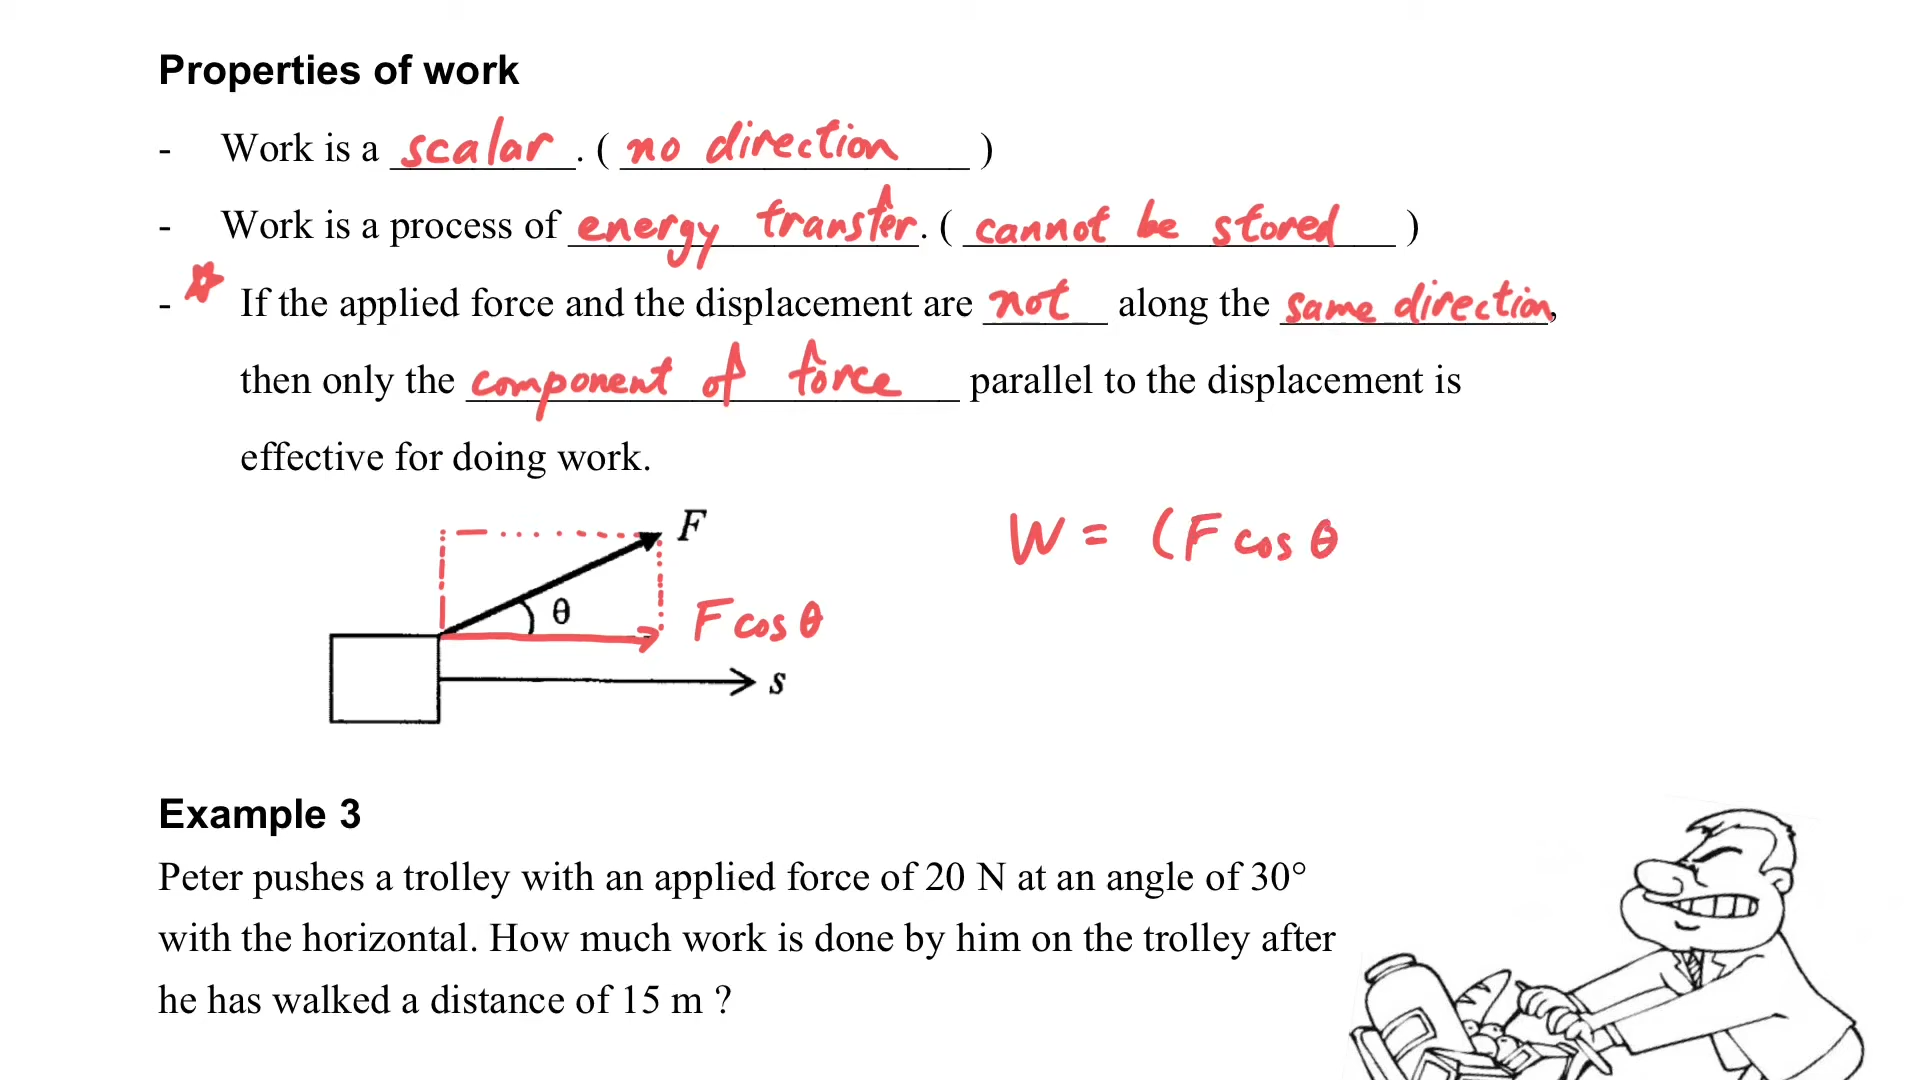 Properties of work
- Work is a scalar. ( no direction )
- Work is a process of energy transfer. ( cannot be stored )
- ☆ If the applied force and the displacement are not along the same direction,
then only the component of force parallel to the displacement is
effective for doing work.
F
W = (F cos θ
θ
F cos θ
s
Example 3
Peter pushes a trolley with an applied force of 20 N at an angle of 30°
with the horizontal. How much work is done by him on the trolley after
he has walked a distance of 15 m ?